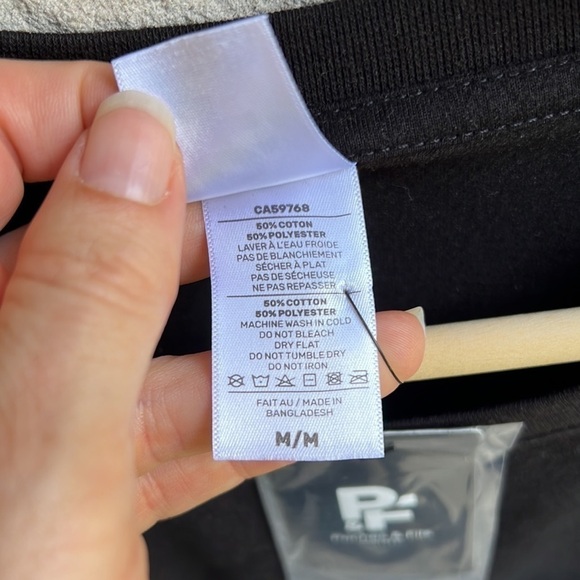 CA59768
50% COTON
50% POLYESTER
LAVER À L'EAU FROIDE
PAS DE BLANCHIMENT
SÉCHER À PLAT
PAS DE SÉCHEUSE
NE PAS REPASSER
50% COTTON
50% POLYESTER
MACHINE WASH IN COLD
DO NOT BLEACH
DRY FLAT
DO NOT TUMBLE DRY
DO NOT IRON
FAIT AU / MADE IN
BANGLADESH
M/M
P&F